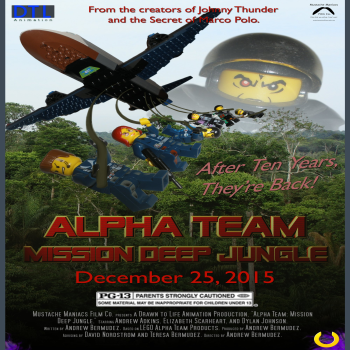 DTL
Animation
Mustache Maniacs
From the creators of Johnny Thunder
and the Secret of Marco Polo.
After Ten Years,
They're Back!
ALPHA TEAM
MISSION DEEP JUNGLE
December 25, 2015
PG-13 PARENTS STRONGLY CAUTIONED
SOME MATERIAL MAY BE INAPPROPRIATE FOR CHILDREN UNDER 13
Mustache Maniacs Film Co. presents a Drawn to Life Animation Production, "Alpha Team: Mission
Deep Jungle" starring Andrew Adkins, Elizabeth Scarheart, and Dylan Johnson.
Written by Andrew Bermudez. Based on LEGO Alpha Team Products. Produced by Andrew Bermudez.
Score by David Nordstrom and Teresa Bermudez. Directed by Andrew Bermudez.